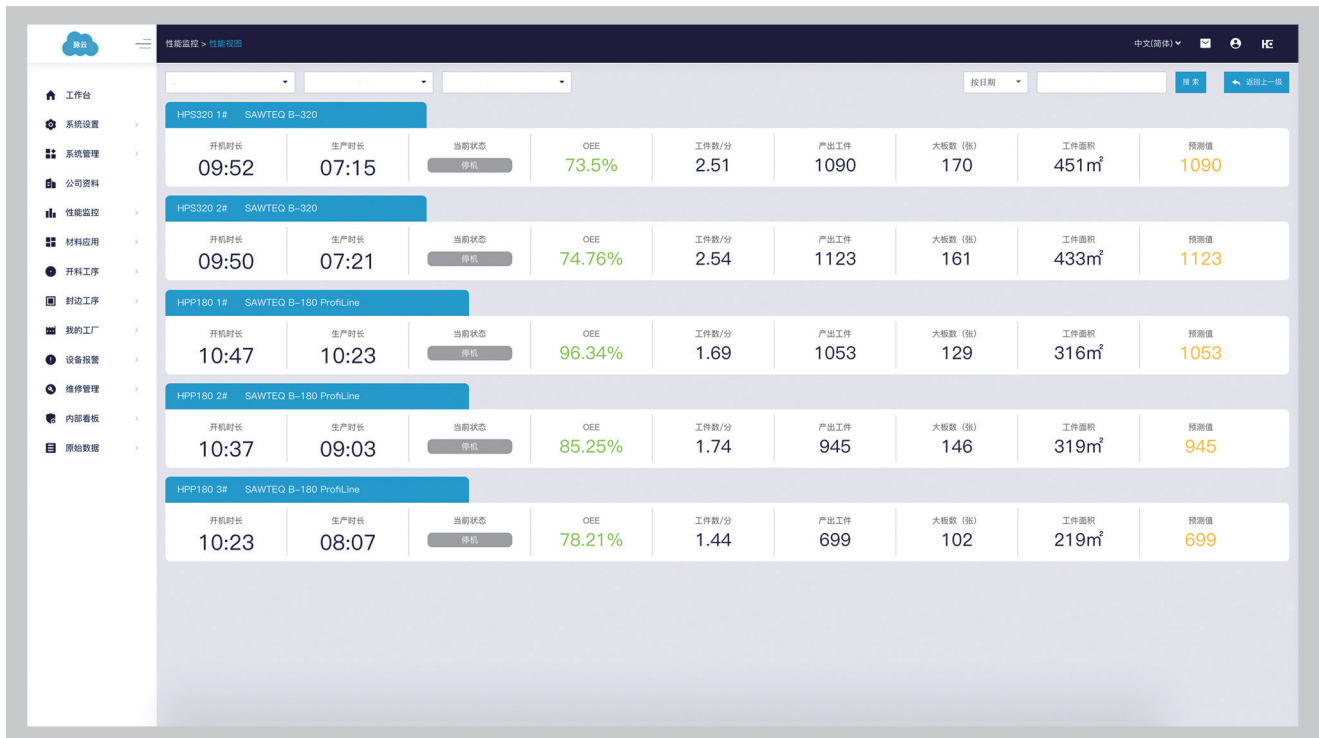 脉云
性能监控 > 性能视图
中文(简体)
HC
工作台
系统设置
系统管理
公司资料
性能监控
材料应用
开料工序
封边工序
我的工厂
设备报警
维修管理
内部看板
原始数据
按日期
搜索
返回上一级
HPS320 1# SAWTEQ B-320
开机时长 生产时长 当前状态 OEE 工件数/分 产出工件 大板数（张） 工件面积 预测值
09:52 07:15 停机 73.5% 2.51 1090 170 451㎡ 1090
HPS320 2# SAWTEQ B-320
开机时长 生产时长 当前状态 OEE 工件数/分 产出工件 大板数（张） 工件面积 预测值
09:50 07:21 停机 74.76% 2.54 1123 161 433㎡ 1123
HPP180 1# SAWTEQ B-180 ProfiLine
开机时长 生产时长 当前状态 OEE 工件数/分 产出工件 大板数（张） 工件面积 预测值
10:47 10:23 停机 96.34% 1.69 1053 129 316㎡ 1053
HPP180 2# SAWTEQ B-180 ProfiLine
开机时长 生产时长 当前状态 OEE 工件数/分 产出工件 大板数（张） 工件面积 预测值
10:37 09:03 停机 85.25% 1.74 945 146 319㎡ 945
HPP180 3# SAWTEQ B-180 ProfiLine
开机时长 生产时长 当前状态 OEE 工件数/分 产出工件 大板数（张） 工件面积 预测值
10:23 08:07 停机 78.21% 1.44 699 102 219㎡ 699